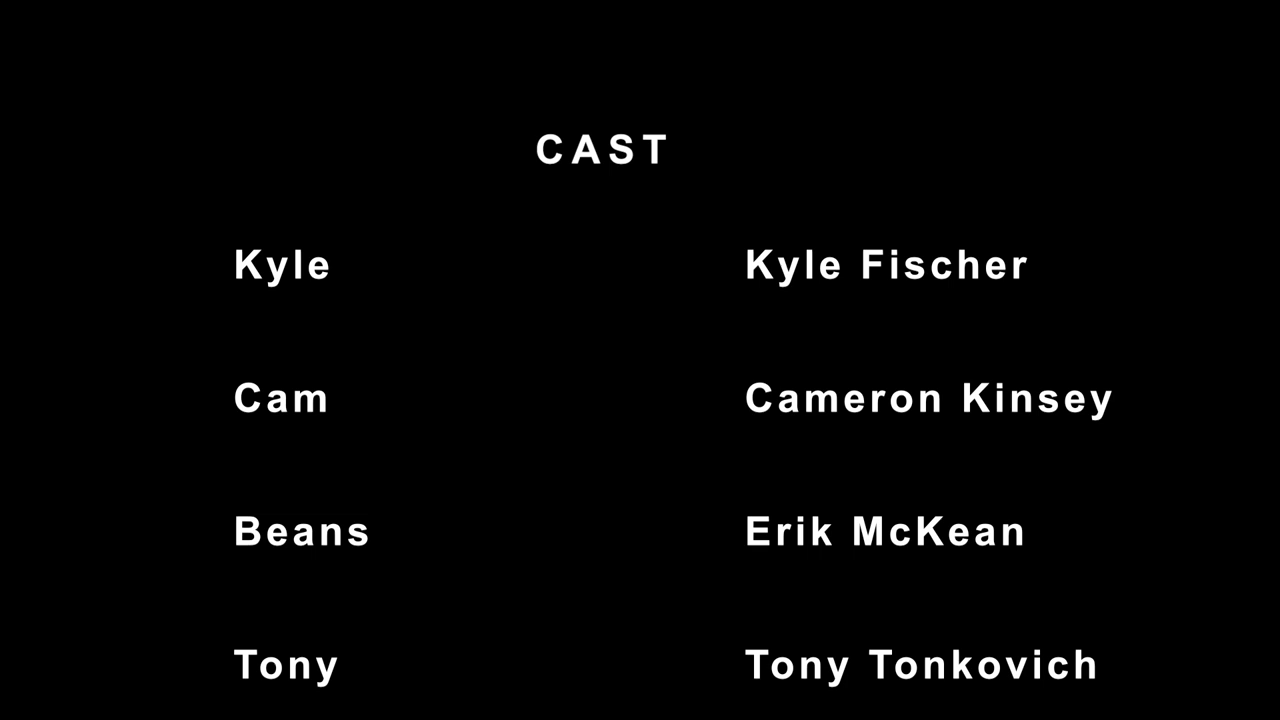 CAST
Kyle Kyle Fischer
Cam Cameron Kinsey
Beans Erik McKean
Tony Tony Tonkovich